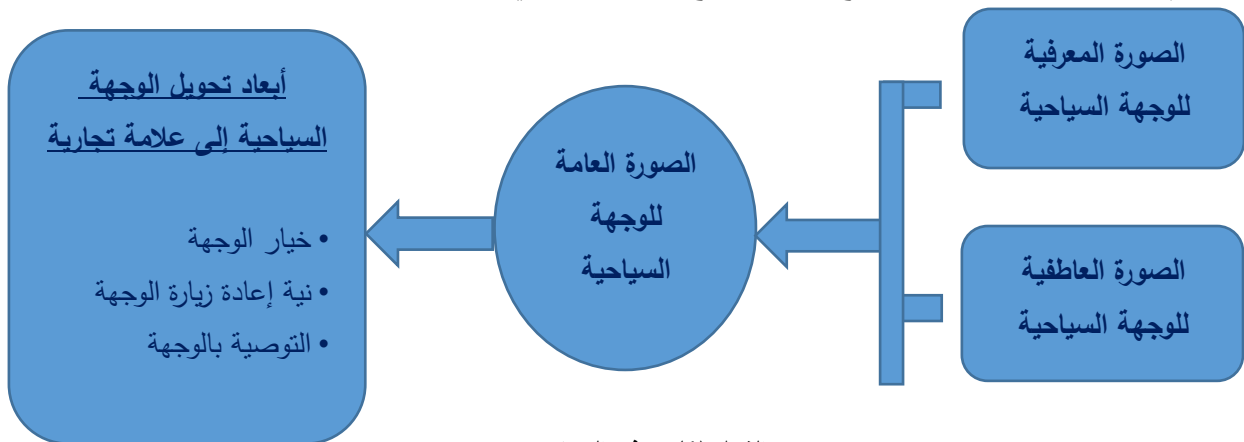 الصورة المعرفية
للوجهة السياحية
الصورة العاطفية
للوجهة السياحية
الصورة العامة
للوجهة
السياحية
أبعاد تحويل الوجهة
السياحية إلى علامة تجارية
• خيار الوجهة
• نية إعادة زيارة الوجهة
• التوصية بالوجهة